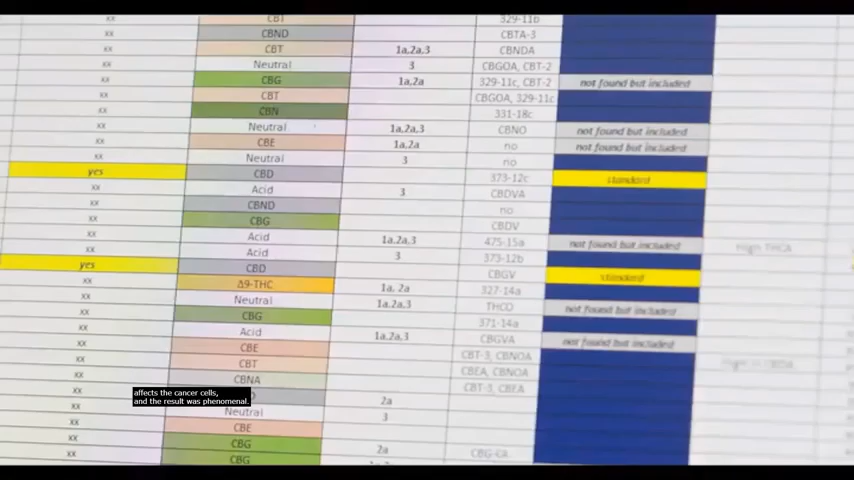 xx CBT 329-11b
xx CBND CBTA-3
xx CBT 1a,2a,3 CBNDA
xx Neutral 3 CBGOA, CBT-2
xx CBG 1a,2a 329-11c, CBT-2 not found but included
xx CBT CBGOA, 329-11c
xx CBN 331-18c
xx Neutral 1a,2a,3 CBNO not found but included
xx CBE 1a,2a no not found but included
xx Neutral 3 no
yes CBD 373-12c standard
xx Acid 3 CBDVA
xx CBND no
xx CBG CBDV
xx Acid 1a,2a,3 475-15a not found but included High THCA
xx Acid 3 373-12b
yes CBD CBGV standard
xx Δ9-THC 1a, 2a 327-14a
xx Neutral 1a,2a,3 THCO not found but included
xx CBG 371-14a
xx Acid 1a,2a,3 CBGVA not found but included
xx CBE CBT-3, CBNOA
xx CBT CBEA, CBNOA
xx CBNA CBT-3, CBEA
xx D 2a
xx Neutral 3
xx CBE
xx CBG 2a
xx CBG
affects the cancer cells,
and the result was phenomenal.